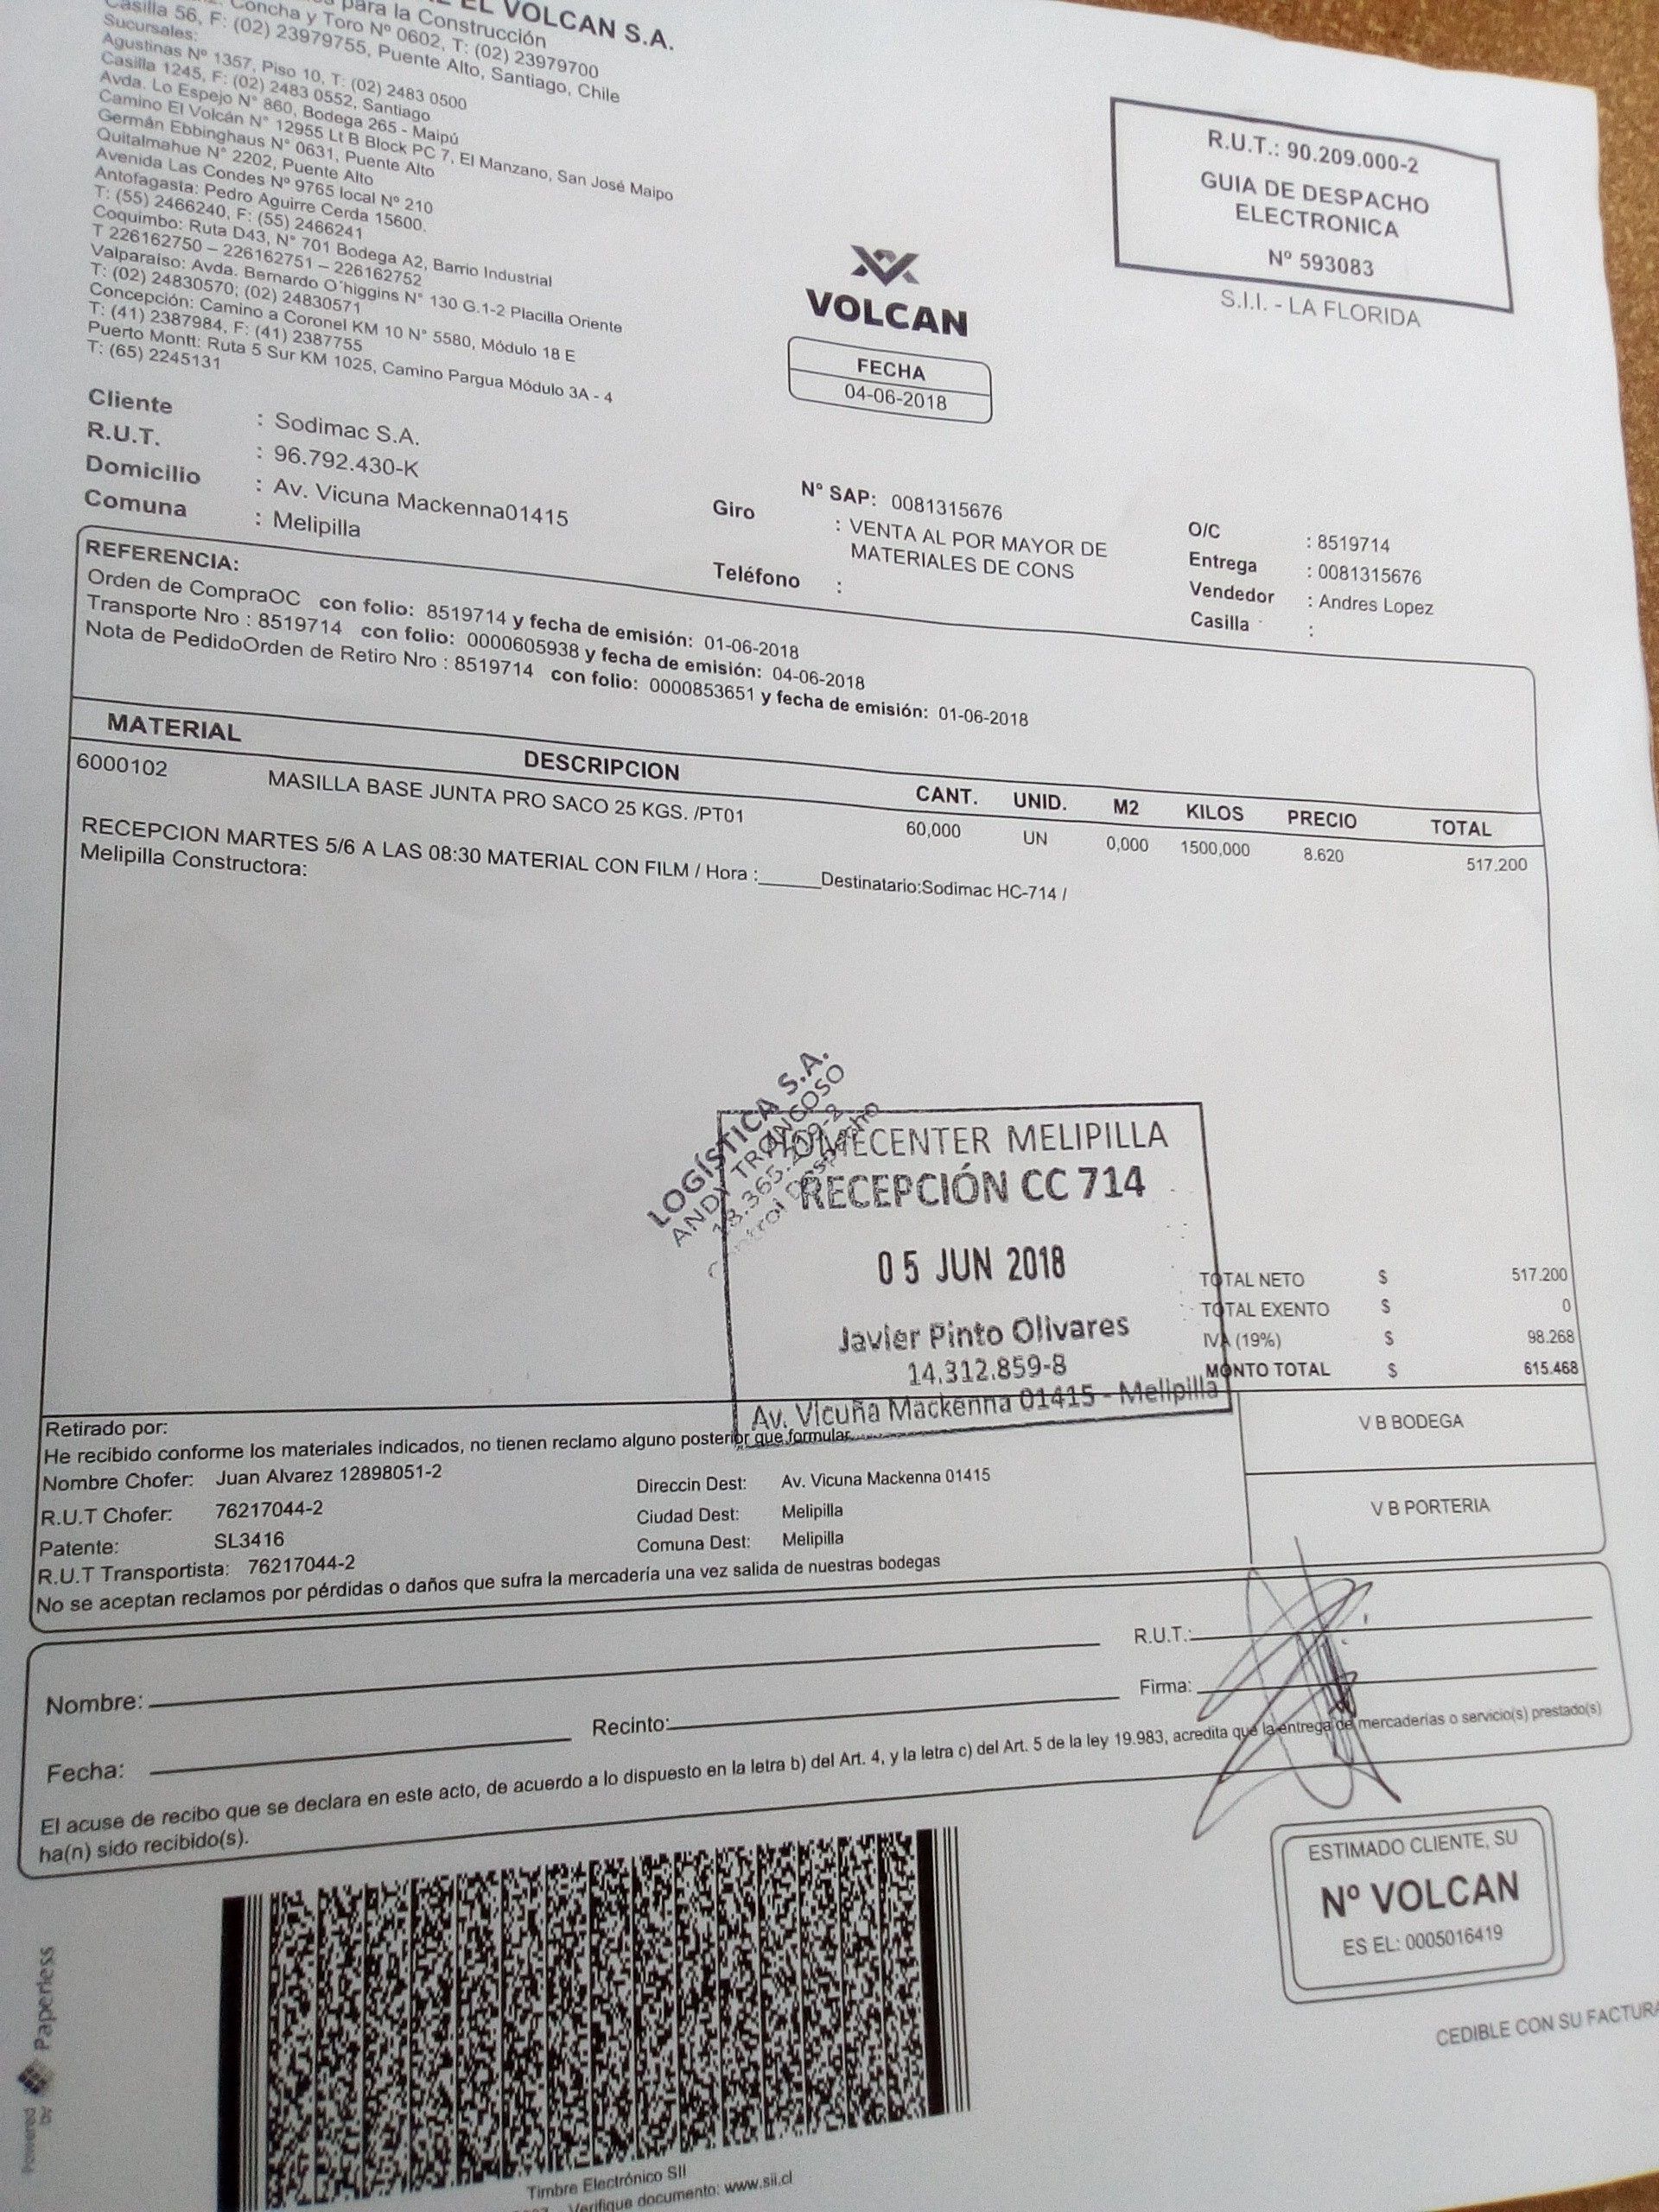 EL VOLCAN S.A.
para la Construcción
Concha y Toro Nº 0602, T: (02) 23979700
Casilla 56, F: (02) 23979755, Puente Alto, Santiago, Chile
Sucursales:
Agustinas Nº 1357, Piso 10, T: (02) 2483 0500
Casilla 1245, F: (02) 2483 0552, Santiago
Avda. Lo Espejo N° 860, Bodega 265 - Maipú
Camino El Volcán N° 12955 Lt B Block PC 7, El Manzano, San José Maipo
Germán Ebbinghaus N° 0631, Puente Alto
Quitalmahue N° 2202, Puente Alto
Avenida Las Condes Nº 9765 local Nº 210
Antofagasta: Pedro Aguirre Cerda 15600.
T: (55) 2466240, F: (55) 2466241
Coquimbo: Ruta D43, N° 701 Bodega A2, Barrio Industrial
T 226162750 – 226162751 – 226162752
Valparaíso: Avda. Bernardo O´higgins N° 130 G.1-2 Placilla Oriente
T: (02) 24830570; (02) 24830571
Concepción: Camino a Coronel KM 10 N° 5580, Módulo 18 E
T: (41) 2387984, F: (41) 2387755
Puerto Montt: Ruta 5 Sur KM 1025, Camino Pargua Módulo 3A - 4
T: (65) 2245131
VOLCAN
FECHA
04-06-2018
R.U.T.: 90.209.000-2
GUIA DE DESPACHO
ELECTRONICA
Nº 593083
S.I.I. - LA FLORIDA
Cliente : Sodimac S.A.
R.U.T. : 96.792.430-K
Domicilio : Av. Vicuna Mackenna01415
Comuna : Melipilla
N° SAP: 0081315676
Giro : VENTA AL POR MAYOR DE
MATERIALES DE CONS
Teléfono :
O/C : 8519714
Entrega : 0081315676
Vendedor : Andres Lopez
Casilla :
REFERENCIA:
Orden de CompraOC con folio: 8519714 y fecha de emisión: 01-06-2018
Transporte Nro : 8519714 con folio: 0000605938 y fecha de emisión: 04-06-2018
Nota de PedidoOrden de Retiro Nro : 8519714 con folio: 0000853651 y fecha de emisión: 01-06-2018
MATERIAL DESCRIPCION CANT. UNID. M2 KILOS PRECIO TOTAL
6000102 MASILLA BASE JUNTA PRO SACO 25 KGS. /PT01 60,000 UN 0,000 1500,000 8.620 517.200
RECEPCION MARTES 5/6 A LAS 08:30 MATERIAL CON FILM / Hora :______Destinatario:Sodimac HC-714 /
Melipilla Constructora:
LOGÍSTICA S.A.
ANDY TRONCOSO
HOMECENTER MELIPILLA
RECEPCIÓN CC 714
05 JUN 2018
Javier Pinto Olivares
14.312.859-8
Av. Vicuña Mackenna 01415 - Melipilla
TOTAL NETO $ 517.200
TOTAL EXENTO $ 0
IVA (19%) $ 98.268
MONTO TOTAL $ 615.468
Retirado por:
He recibido conforme los materiales indicados, no tienen reclamo alguno posterior que formular
Nombre Chofer: Juan Alvarez 12898051-2
R.U.T Chofer: 76217044-2
Patente: SL3416
R.U.T Transportista: 76217044-2
Direccin Dest: Av. Vicuna Mackenna 01415
Ciudad Dest: Melipilla
Comuna Dest: Melipilla
No se aceptan reclamos por pérdidas o daños que sufra la mercadería una vez salida de nuestras bodegas
V B BODEGA
V B PORTERIA
Nombre: R.U.T.:
Fecha: Recinto: Firma:
El acuse de recibo que se declara en este acto, de acuerdo a lo dispuesto en la letra b) del Art. 4, y la letra c) del Art. 5 de la ley 19.983, acredita que la entrega de mercaderías o servicio(s) prestado(s)
ha(n) sido recibido(s).
ESTIMADO CLIENTE, SU
Nº VOLCAN
ES EL: 0005016419
CEDIBLE CON SU FACTURA
Powered by Paperless
Timbre Electrónico SII
Verifique documento: www.sii.cl